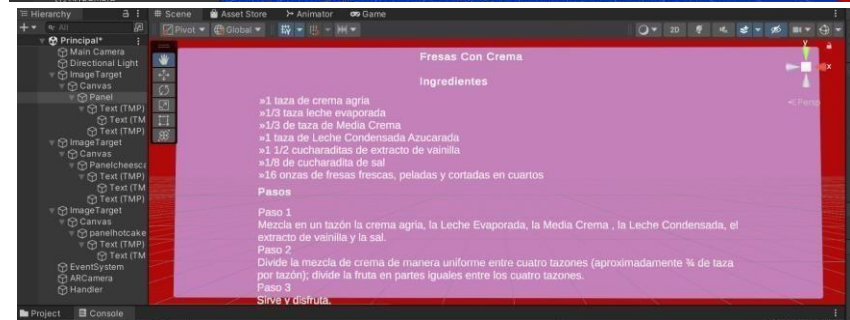 Hierarchy
Scene
Asset Store
Animator
Game
All
Pivot
Global
2D
Principal*
Main Camera
Directional Light
ImageTarget
Canvas
Panel
Text (TMP)
Text (TM
Text (TMP)
ImageTarget
Canvas
Panelcheesca
Text (TMP)
Text (TM
Text (TMP)
ImageTarget
Canvas
panelhotcake
Text (TMP)
Text (TM
EventSystem
ARCamera
Handler
y
x
Persp
Fresas Con Crema
Ingredientes
»1 taza de crema agria
»1/3 taza leche evaporada
»1/3 de taza de Media Crema
»1 taza de Leche Condensada Azucarada
»1 1/2 cucharaditas de extracto de vainilla
»1/8 de cucharadita de sal
»16 onzas de fresas frescas, peladas y cortadas en cuartos
Pasos
Paso 1
Mezcla en un tazón la crema agria, la Leche Evaporada, la Media Crema , la Leche Condensada, el
extracto de vainilla y la sal.
Paso 2
Divide la mezcla de crema de manera uniforme entre cuatro tazones (aproximadamente ¾ de taza
por tazón); divide la fruta en partes iguales entre los cuatro tazones.
Paso 3
Sirve y disfruta.
Project
Console